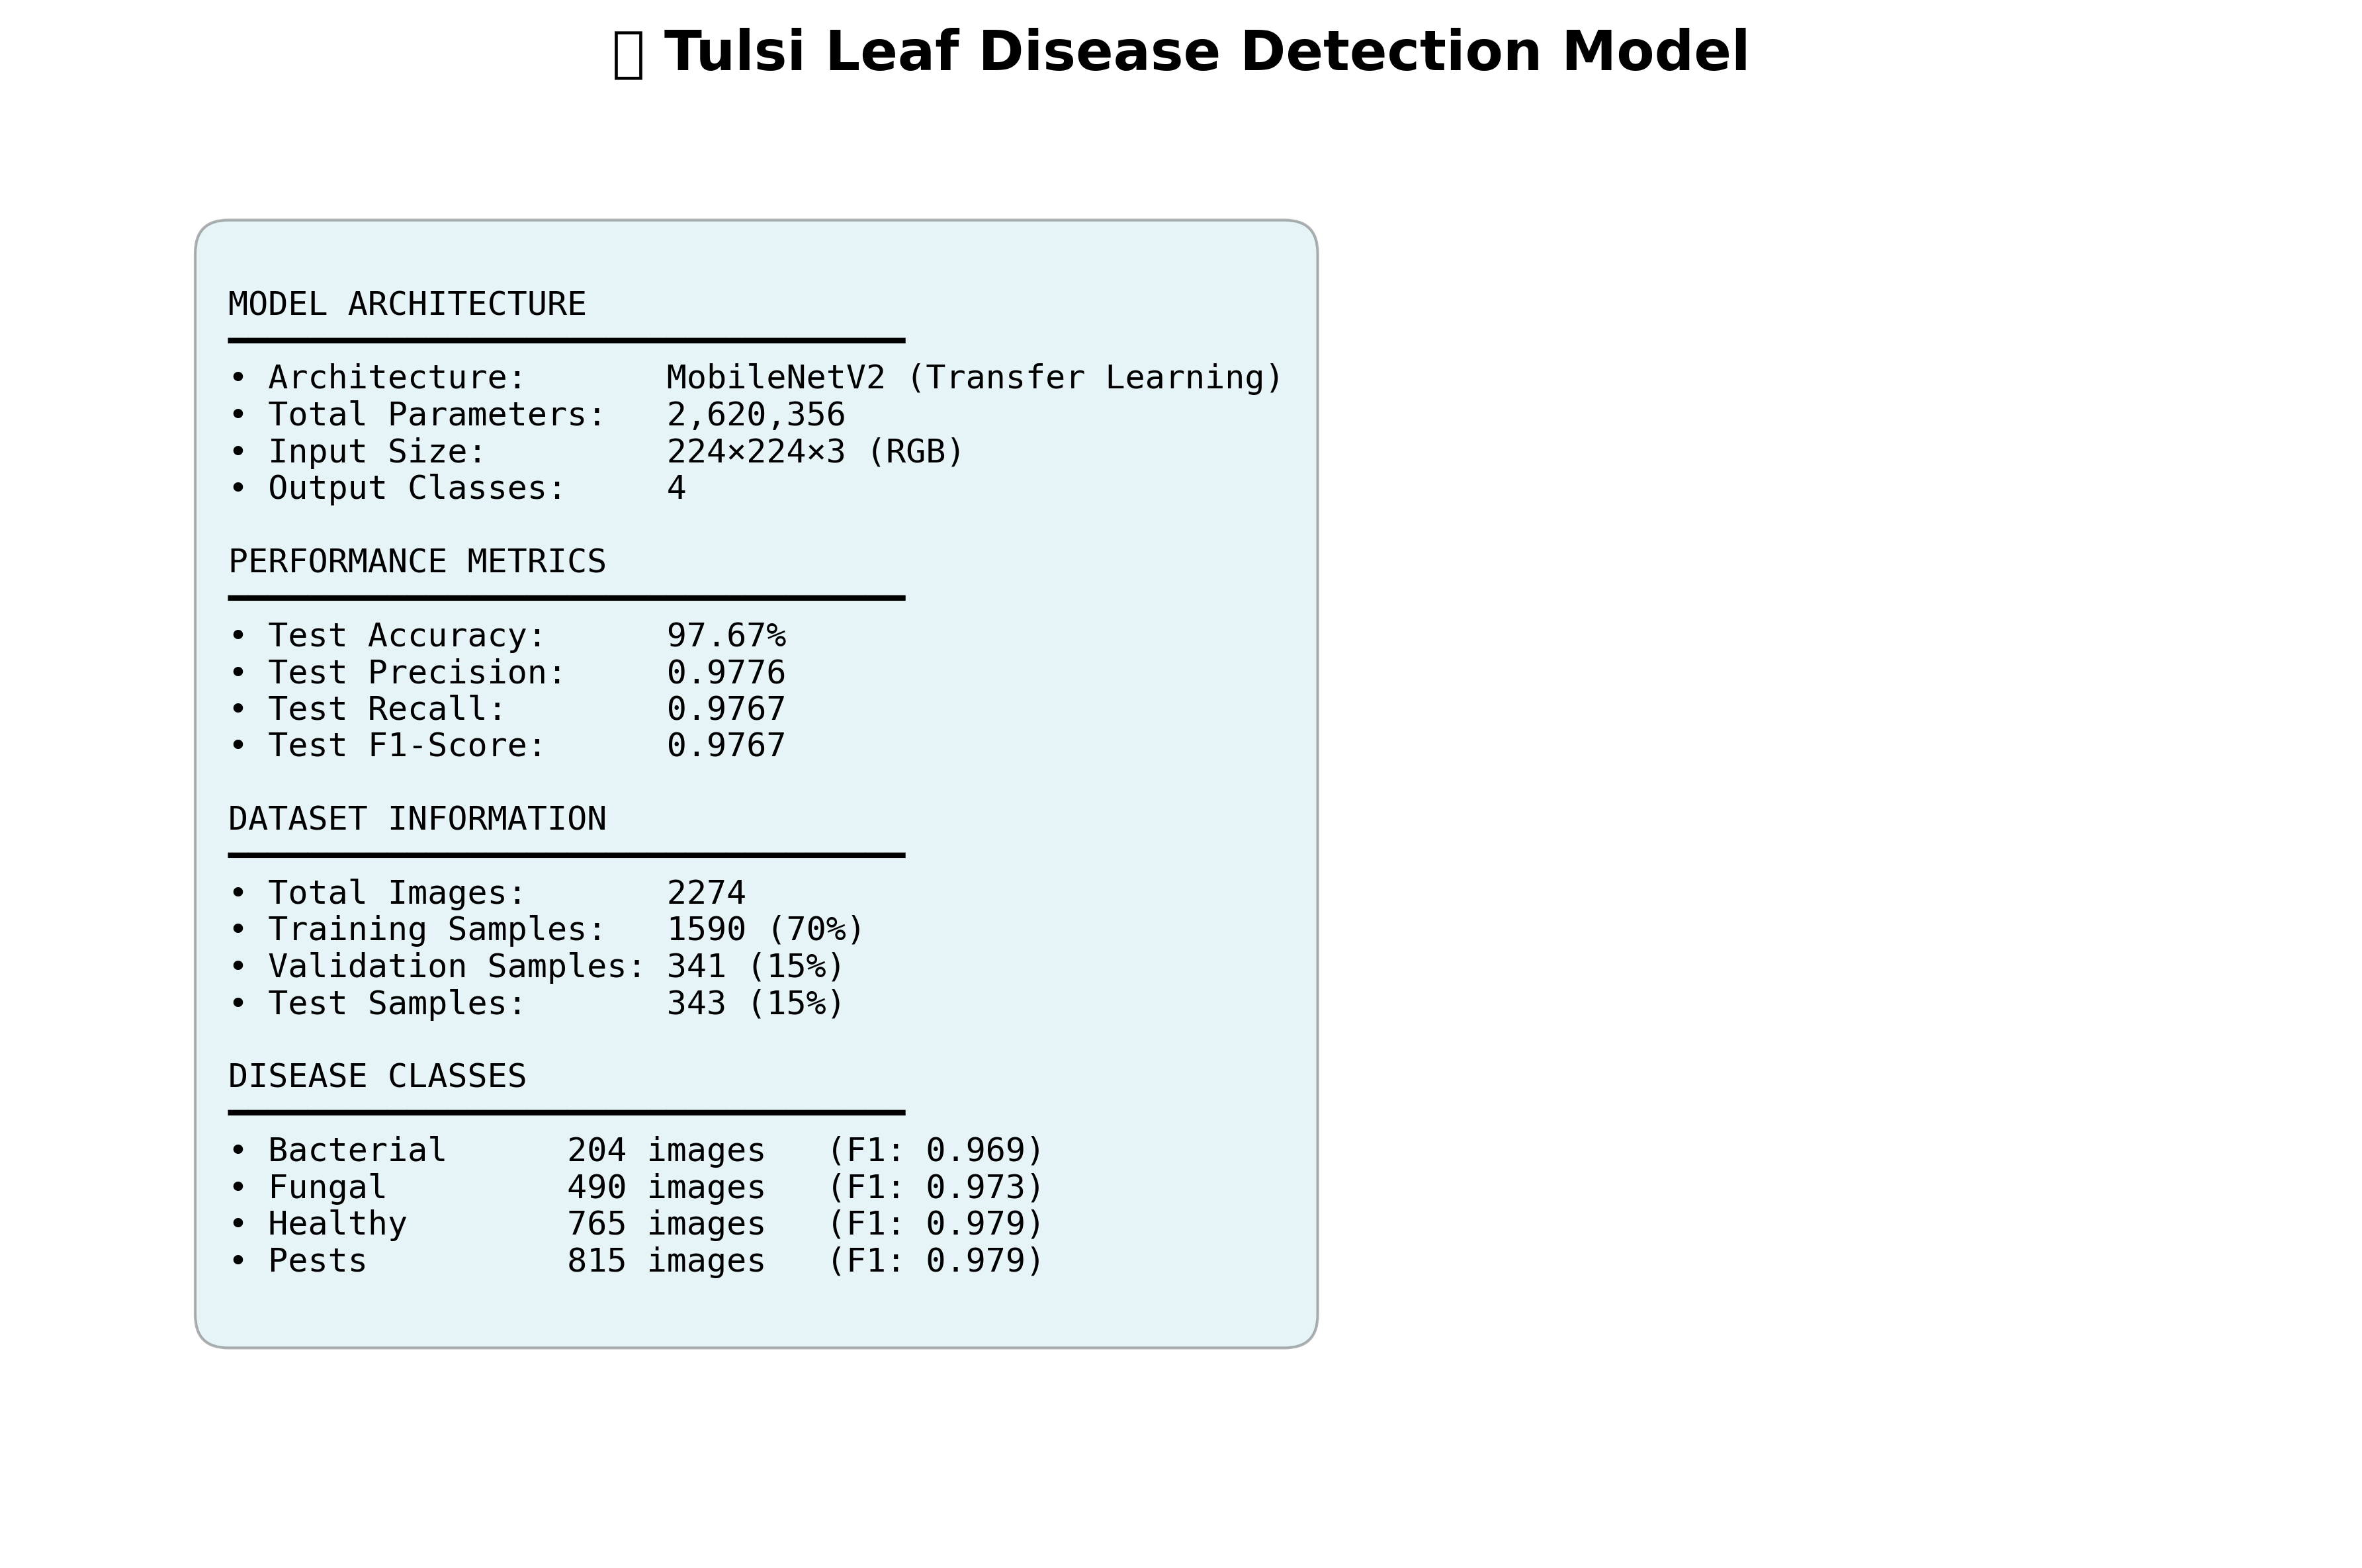 Tulsi Leaf Disease Detection Model
MODEL ARCHITECTURE
• Architecture: MobileNetV2 (Transfer Learning)
• Total Parameters: 2,620,356
• Input Size: 224×224×3 (RGB)
• Output Classes: 4
PERFORMANCE METRICS
• Test Accuracy: 97.67%
• Test Precision: 0.9776
• Test Recall: 0.9767
• Test F1-Score: 0.9767
DATASET INFORMATION
• Total Images: 2274
• Training Samples: 1590 (70%)
• Validation Samples: 341 (15%)
• Test Samples: 343 (15%)
DISEASE CLASSES
• Bacterial 204 images (F1: 0.969)
• Fungal 490 images (F1: 0.973)
• Healthy 765 images (F1: 0.979)
• Pests 815 images (F1: 0.979)